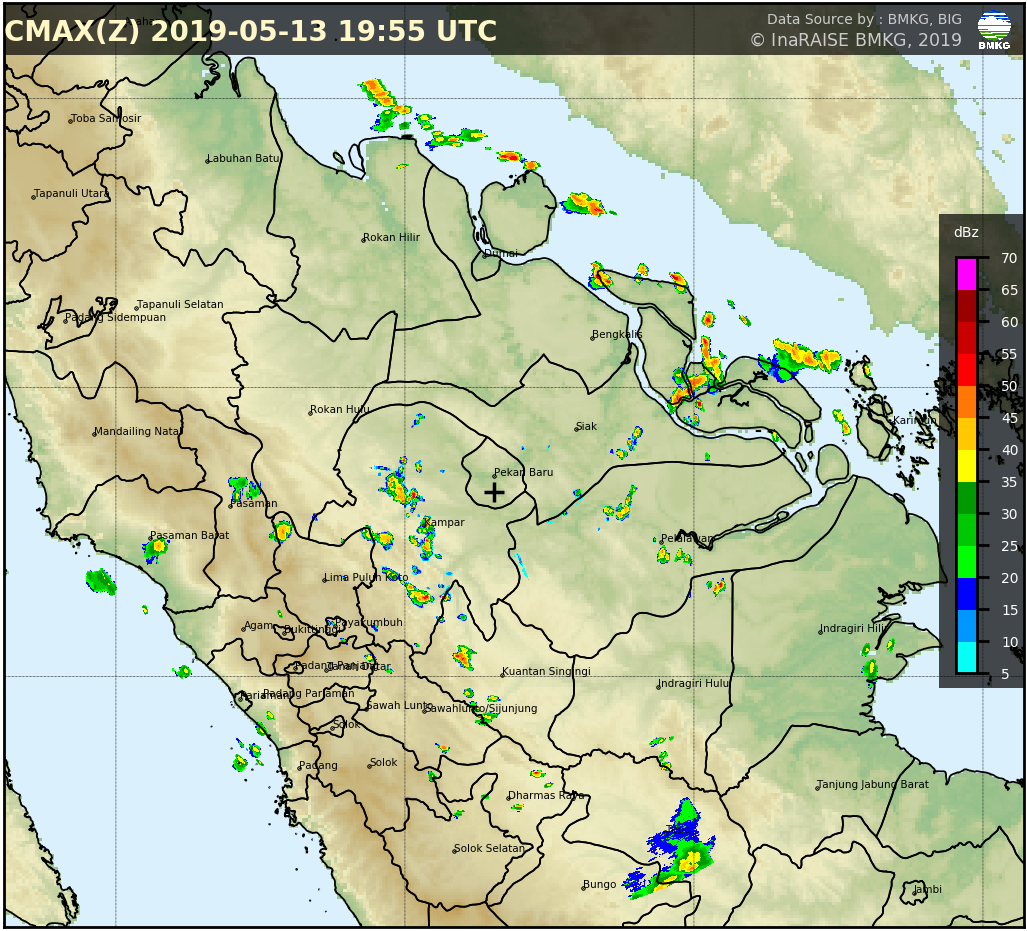 CMAX(Z) 2019-05-13 19:55 UTC
Data Source by : BMKG, BIG
© InaRAISE BMKG, 2019
BMKG
Toba Samosir
Labuhan Batu
Tapanuli Utara
Rokan Hilir
Dumai
dBz
70
65
60
55
50
45
40
35
30
25
20
15
10
5
Tapanuli Selatan
Padang Sidempuan
Bengkalis
Rokan Hulu
Siak
Karimun
Mandailing Natal
Pekan Baru
Pasaman
Kampar
Pasaman Barat
Pelalawan
Lima Puluh Koto
Agam
Bukittinggi
Payakumbuh
Indragiri Hilir
Padang Panjang
Tanah Datar
Kuantan Singingi
Indragiri Hulu
Pariaman
Padang Pariaman
Sawah Lunto
Sawahlunto/Sijunjung
Solok
Padang
Solok
Dharmas Raya
Tanjung Jabung Barat
Solok Selatan
Bungo
Jambi